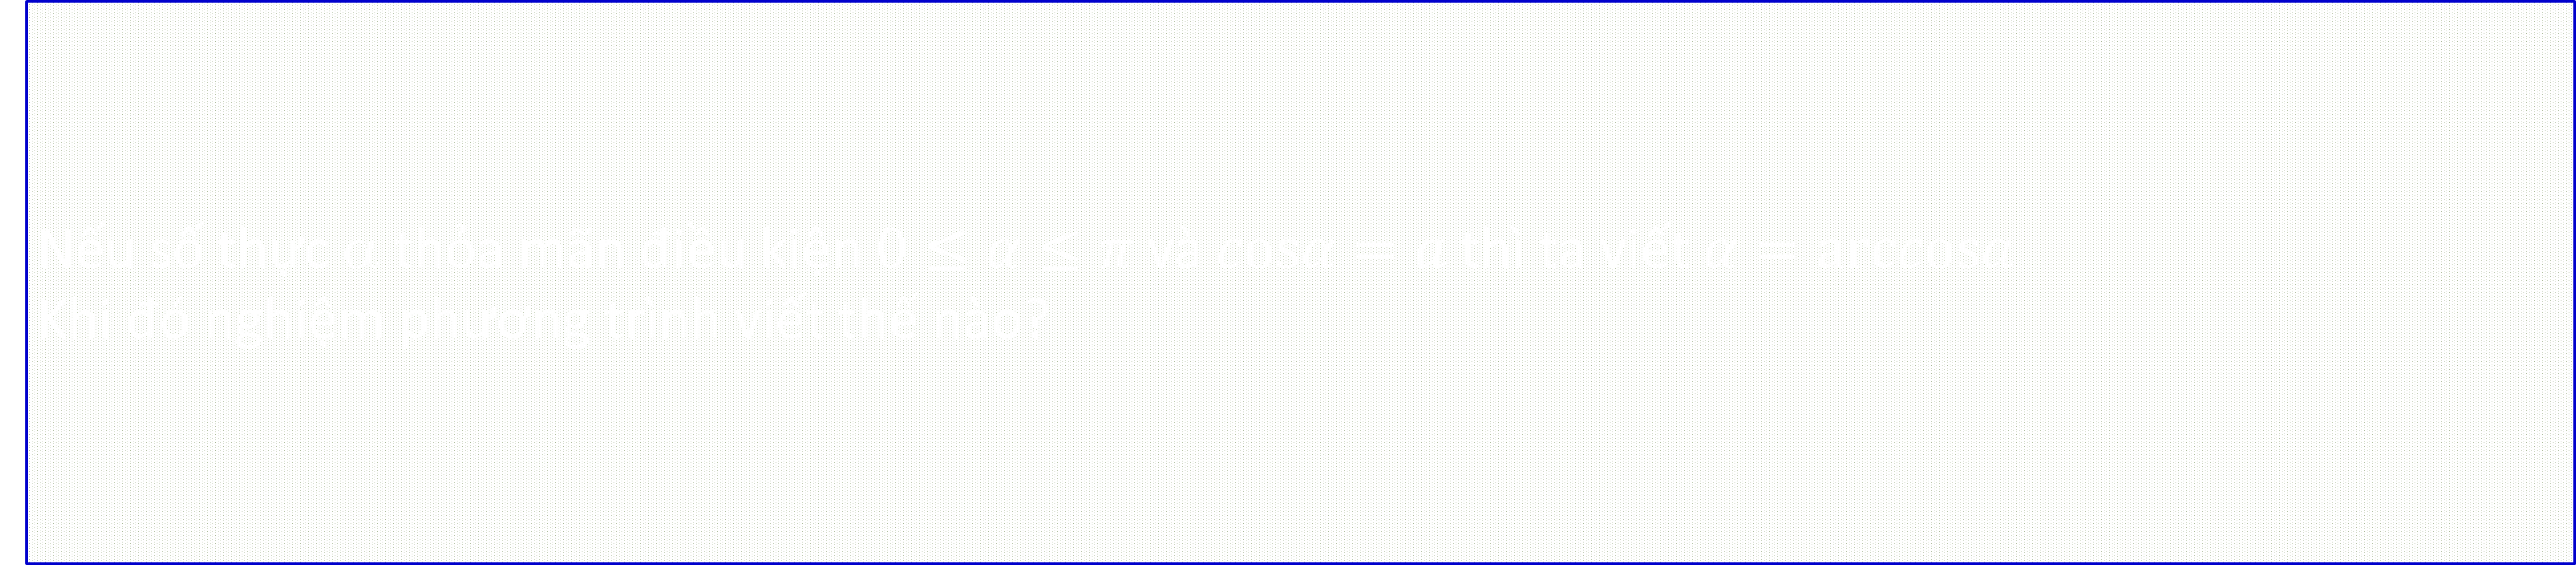 Nếu số thực α thỏa mãn điều kiện 0 ≤ α ≤ π và cosα = a thì ta viết α = arccosα
Khi đó nghiệm phương trình viết thế nào?